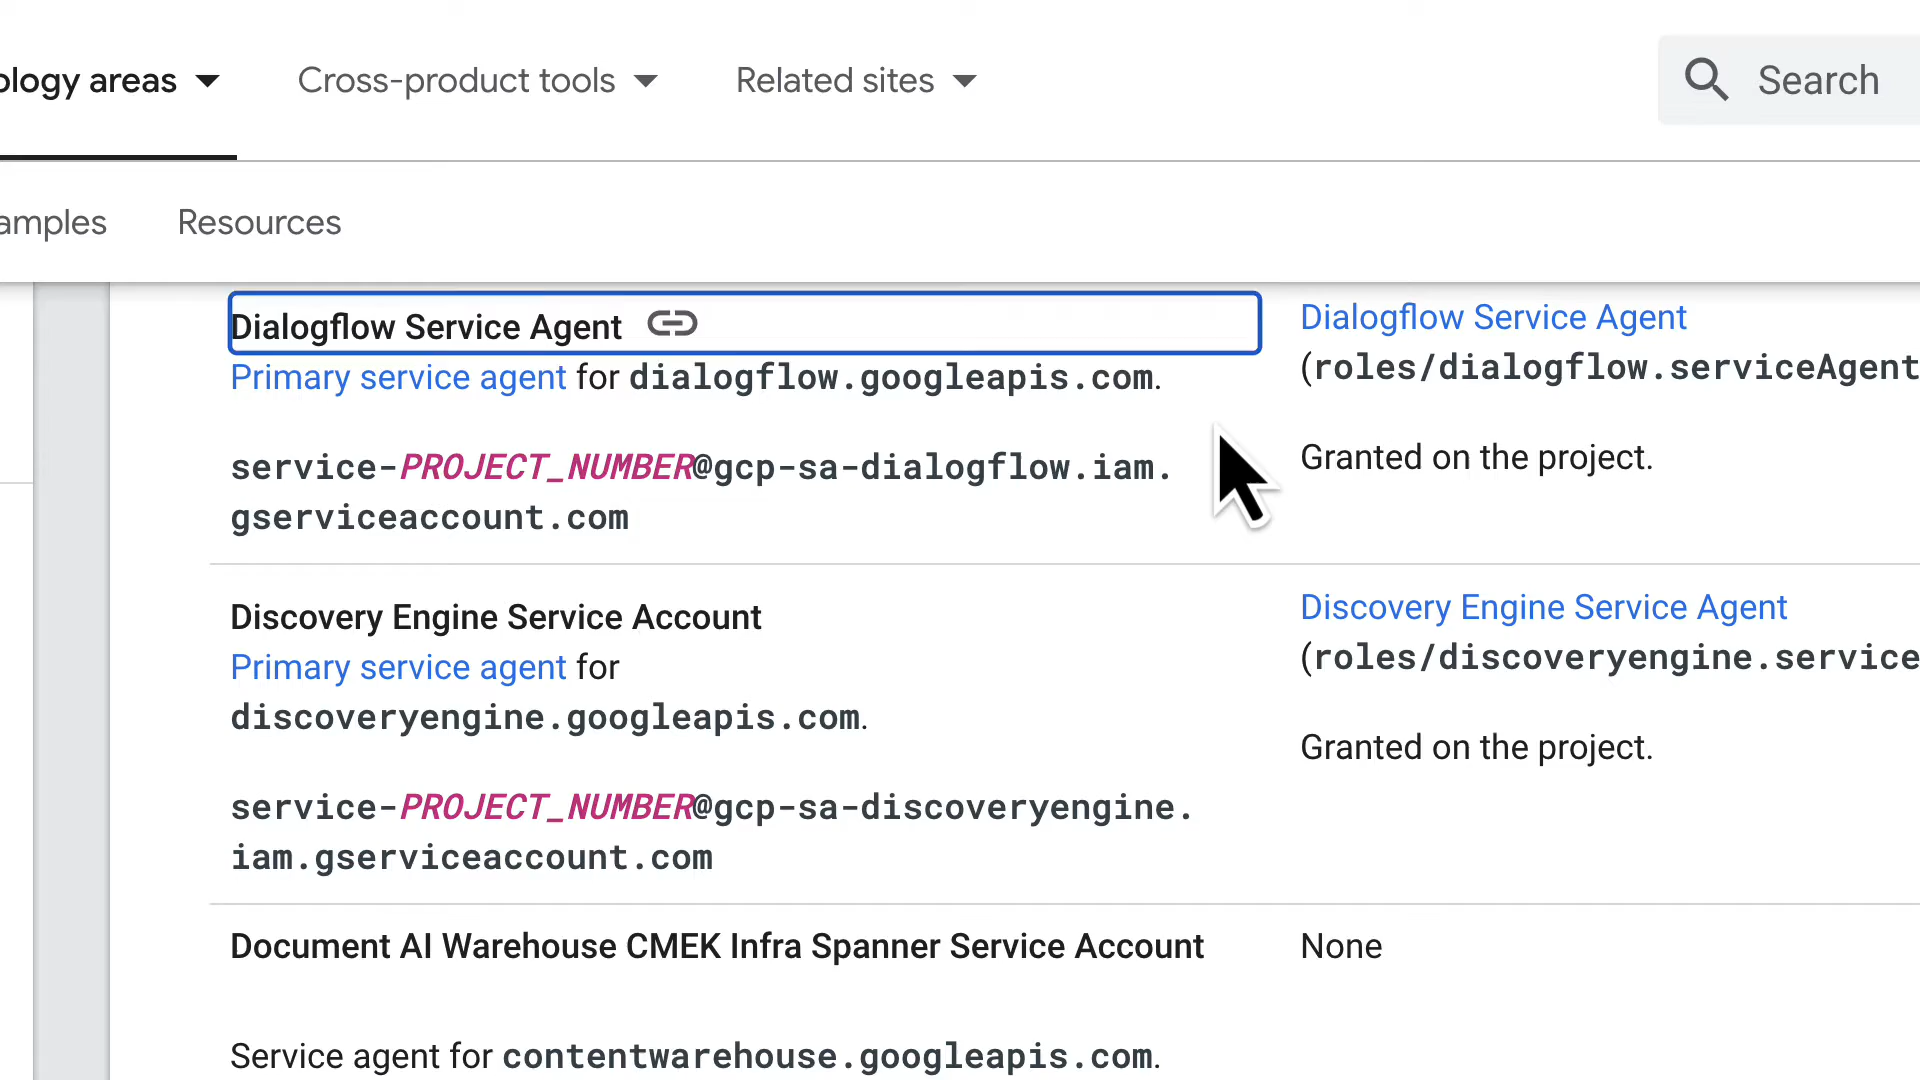 ology areas
Cross-product tools
Related sites
Search
amples
Resources
Dialogflow Service Agent
Primary service agent for dialogflow.googleapis.com.
service-PROJECT_NUMBER@gcp-sa-dialogflow.iam.
gserviceaccount.com
Dialogflow Service Agent
(roles/dialogflow.serviceAgent
Granted on the project.
Discovery Engine Service Account
Primary service agent for
discoveryengine.googleapis.com.
service-PROJECT_NUMBER@gcp-sa-discoveryengine.
iam.gserviceaccount.com
Discovery Engine Service Agent
(roles/discoveryengine.service
Granted on the project.
Document AI Warehouse CMEK Infra Spanner Service Account
None
Service agent for contentwarehouse.googleapis.com.